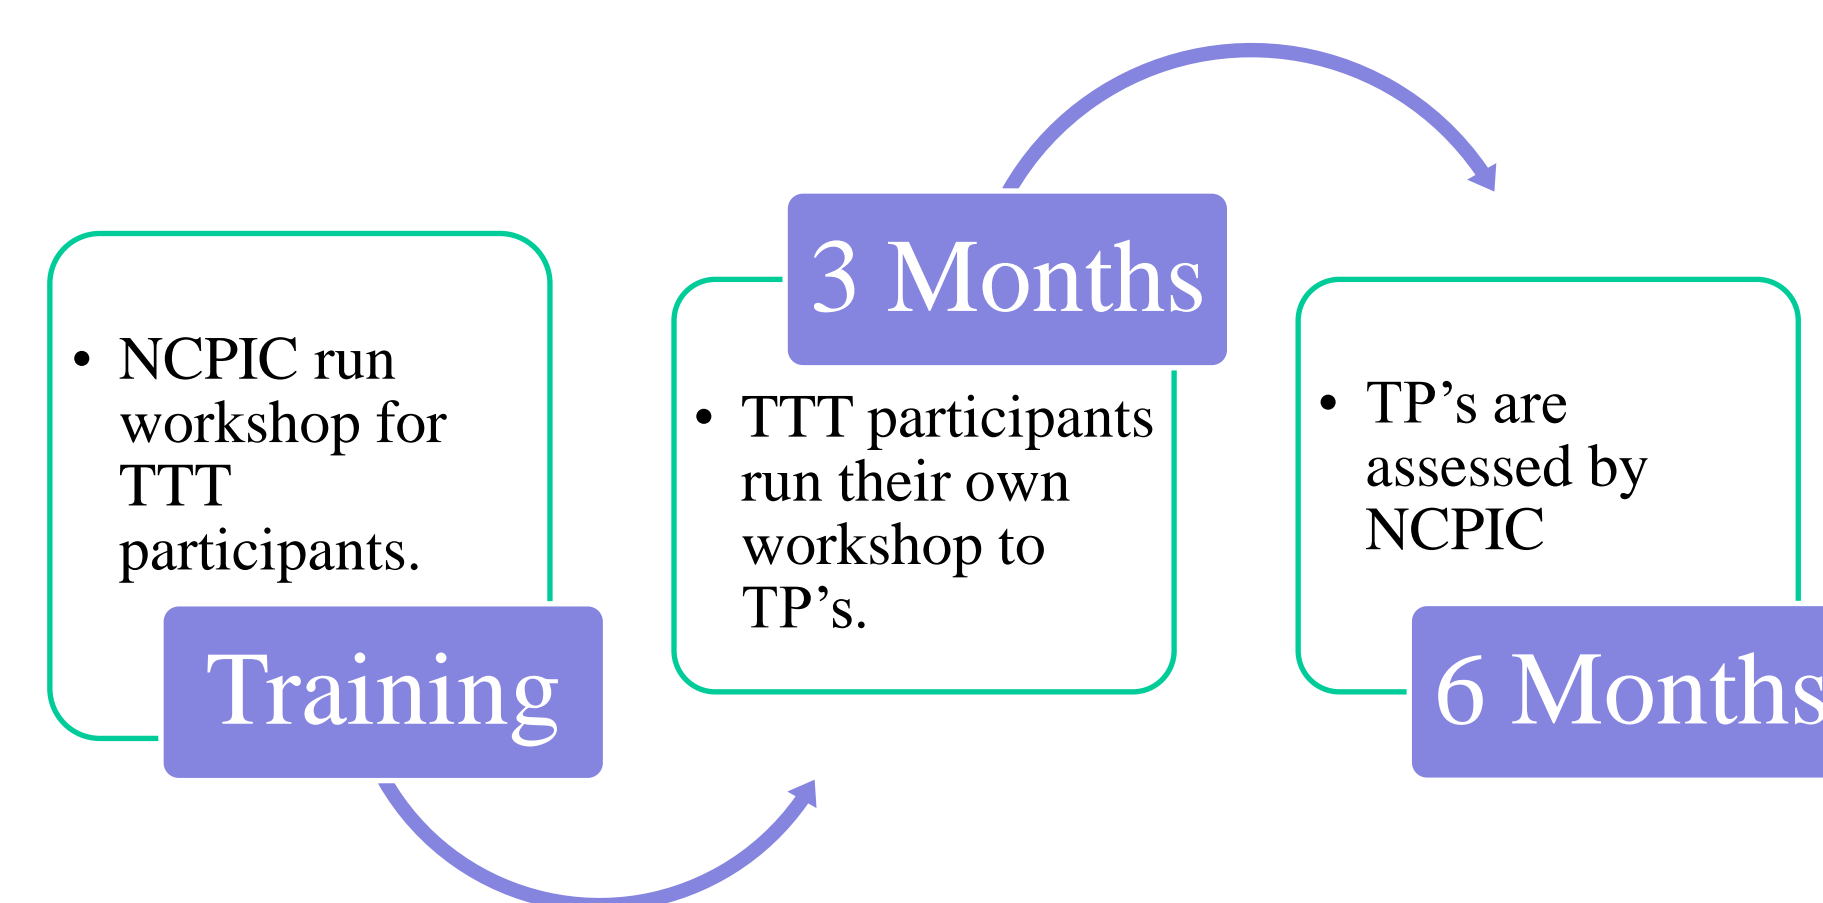 • NCPIC run
workshop for
TTT
participants.
Training
3 Months
• TTT participants
run their own
workshop to
TP’s.
• TP’s are
assessed by
NCPIC
6 Months